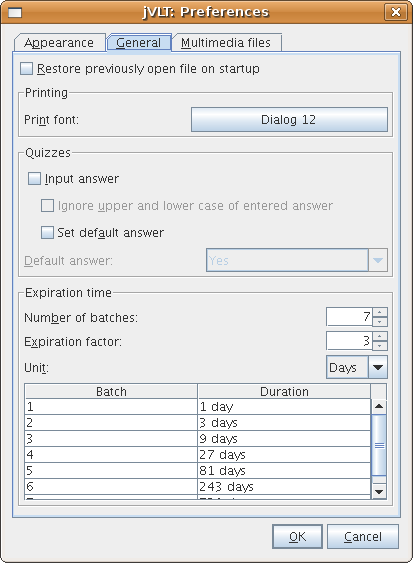 jVLT: Preferences
Appearance General Multimedia files
Restore previously open file on startup
Printing
Print font: Dialog 12
Quizzes
Input answer
Ignore upper and lower case of entered answer
Set default answer
Default answer: Yes
Expiration time
Number of batches: 7
Expiration factor: 3
Unit: Days
Batch Duration
1 1 day
2 3 days
3 9 days
4 27 days
5 81 days
6 243 days
OK Cancel